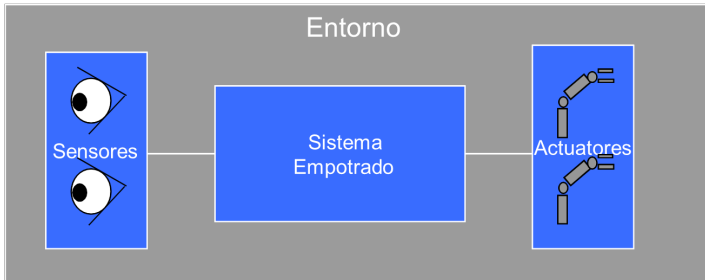 Entorno
Sensores
Sistema
Empotrado
Actuatores